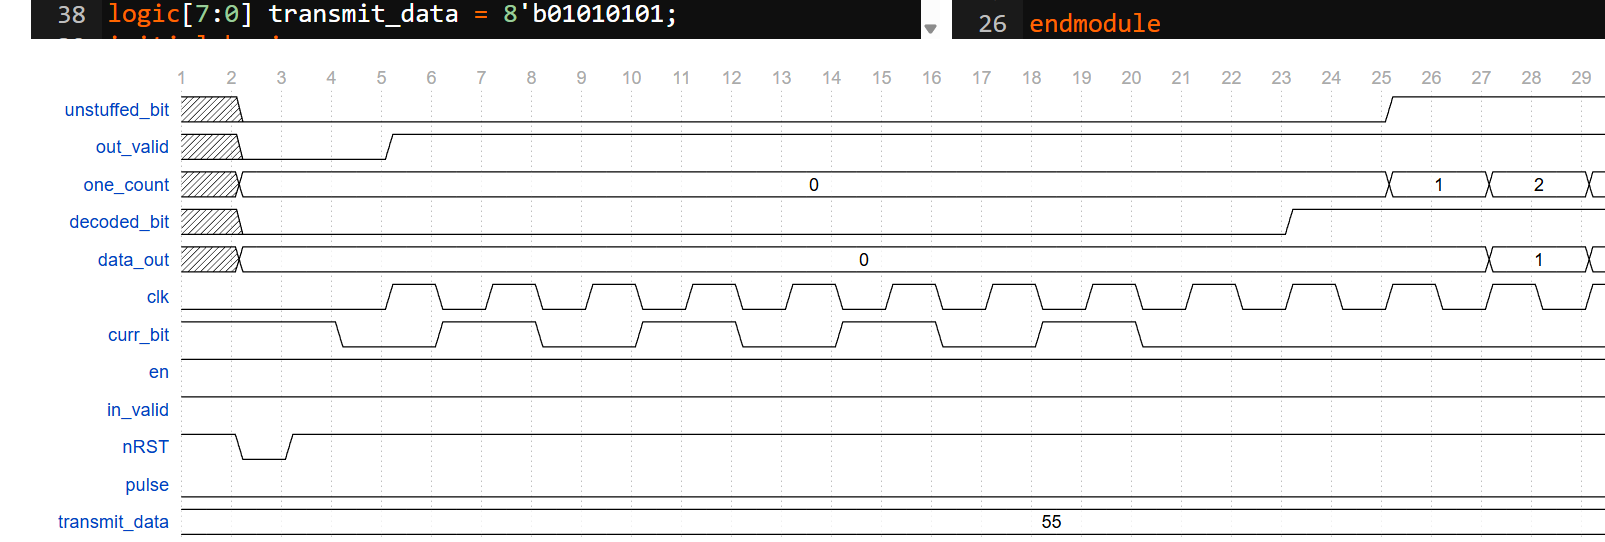 38 logic[7:0] transmit_data = 8'b01010101;
26 endmodule
1 2 3 4 5 6 7 8 9 10 11 12 13 14 15 16 17 18 19 20 21 22 23 24 25 26 27 28 29
unstuffed_bit
out_valid
one_count 0 1 2
decoded_bit
data_out 0 1
clk
curr_bit
en
in_valid
nRST
pulse
transmit_data 55